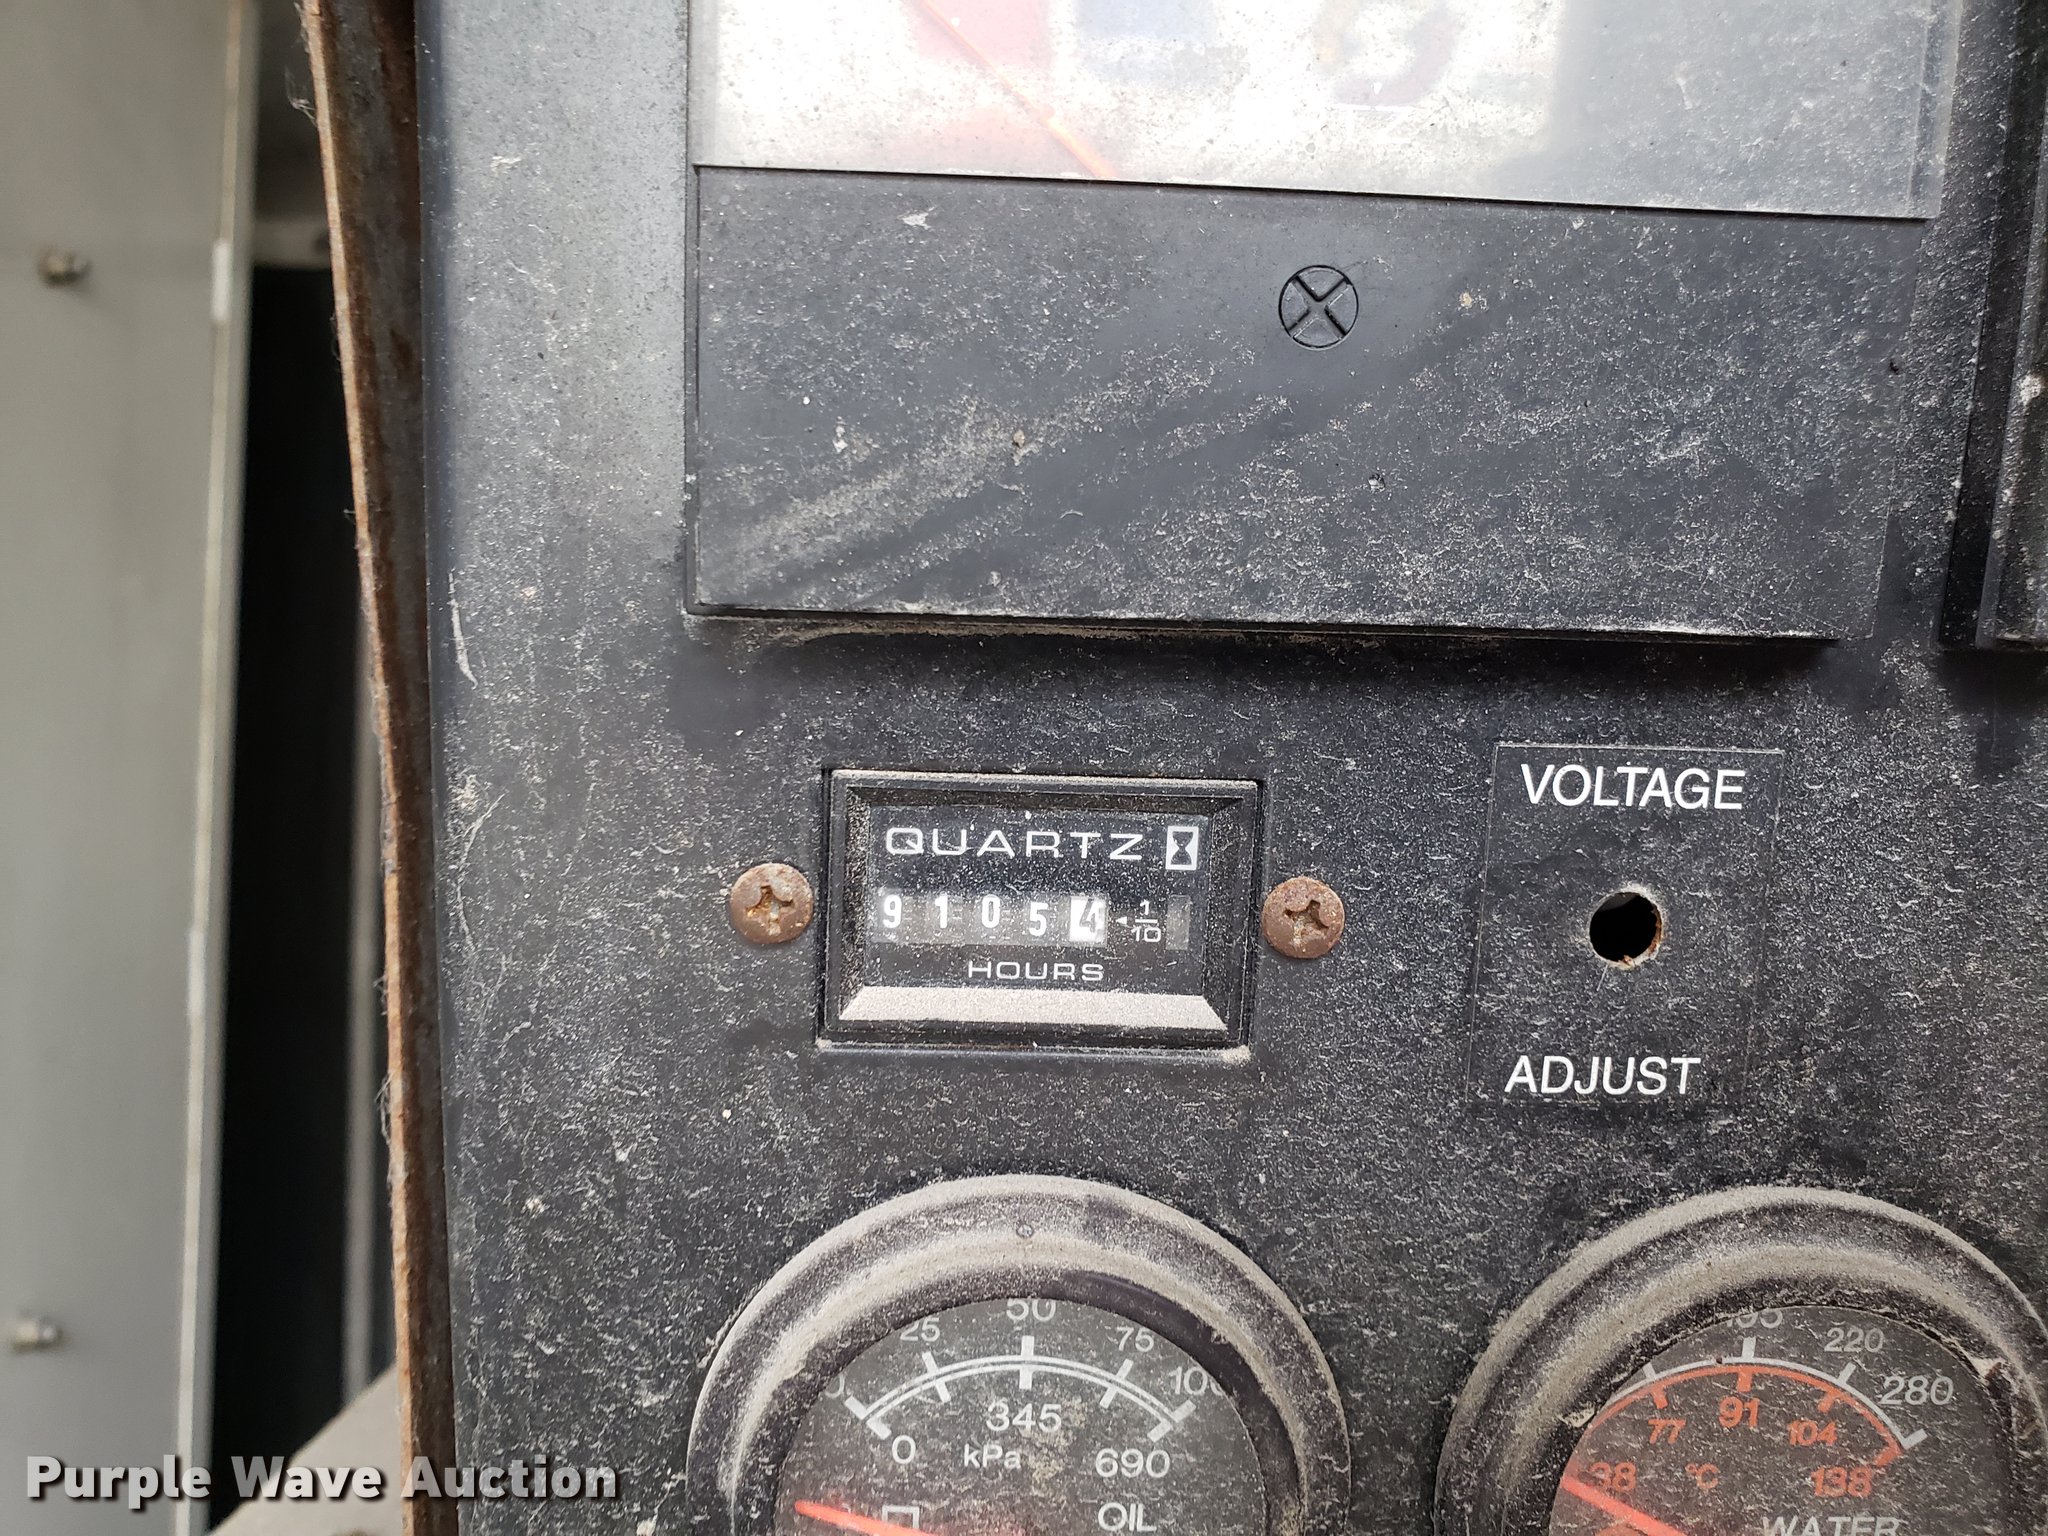 QUARTZ
91054 1/10
HOURS
VOLTAGE
ADJUST
25 50 75
0 345 690
kPa
OIL
220 280
77 91 104
38 °C 138
WATER
Purple Wave Auction